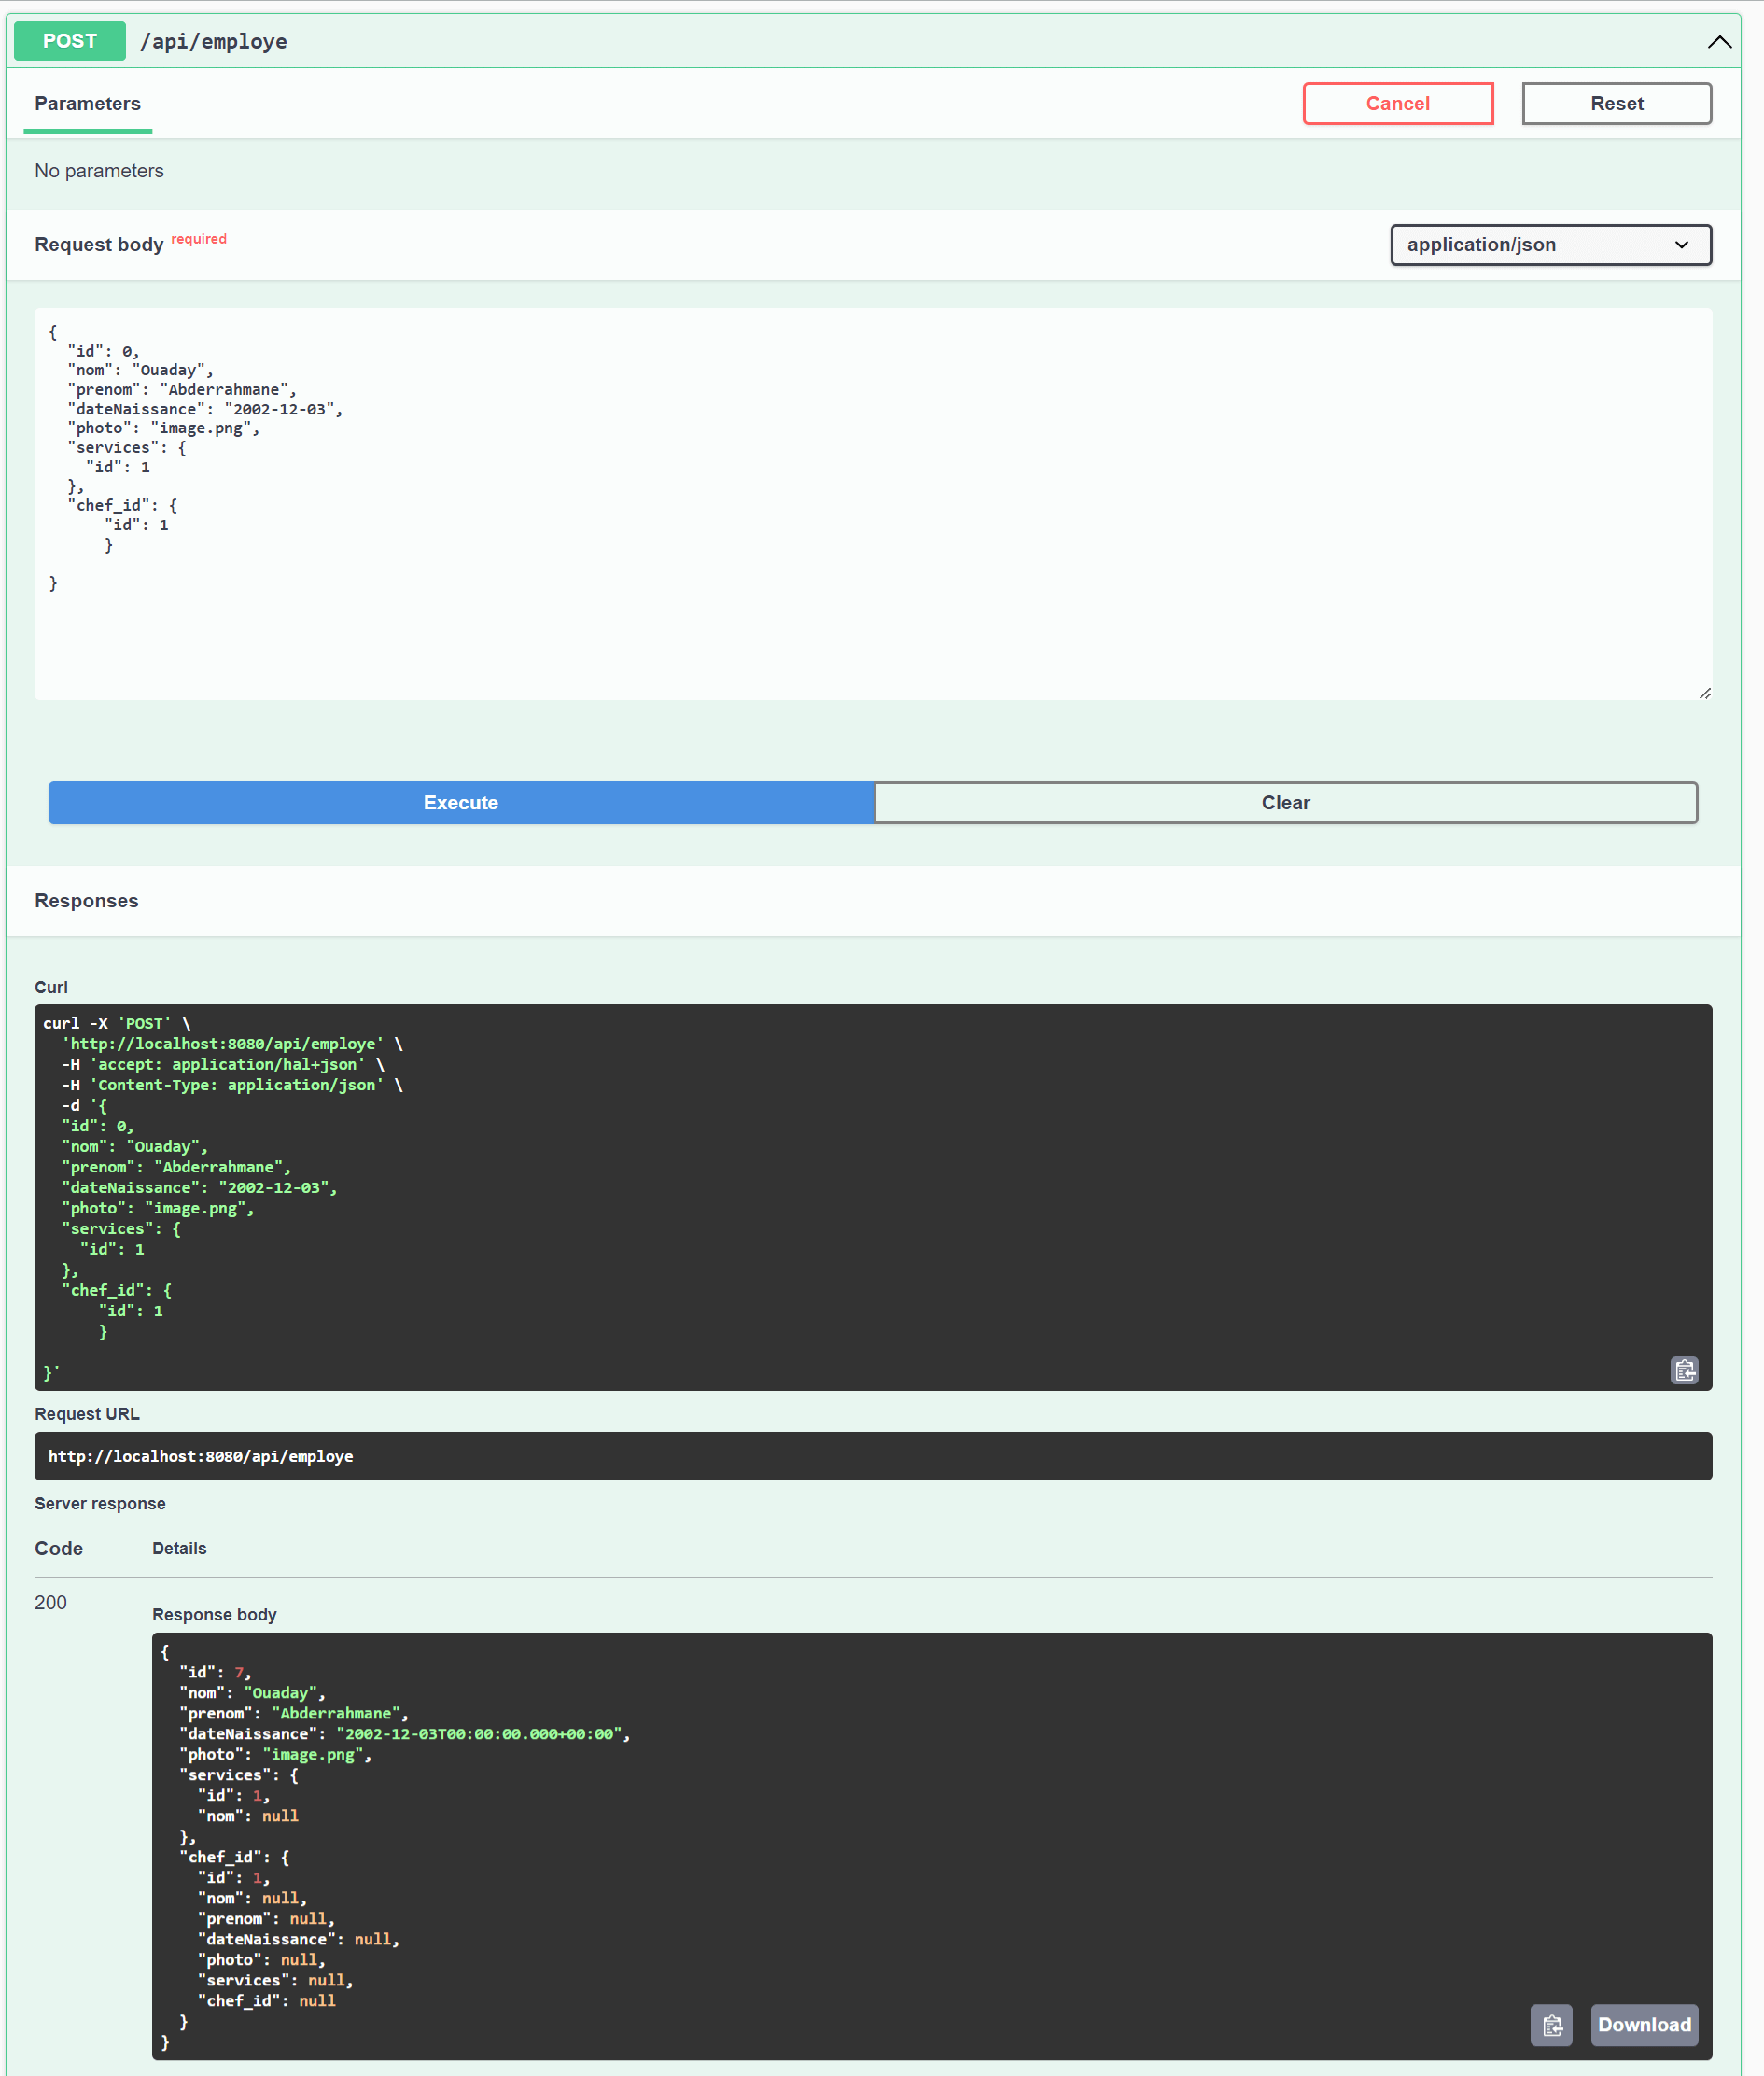 POST /api/employe
Parameters
Cancel
Reset
No parameters
Request body required
application/json
{
  "id": 0,
  "nom": "Ouaday",
  "prenom": "Abderrahmane",
  "dateNaissance": "2002-12-03",
  "photo": "image.png",
  "services": {
    "id": 1
  },
  "chef_id": {
      "id": 1
      }
}
Execute
Clear
Responses
Curl
curl -X 'POST' \
  'http://localhost:8080/api/employe' \
  -H 'accept: application/hal+json' \
  -H 'Content-Type: application/json' \
  -d '{
  "id": 0,
  "nom": "Ouaday",
  "prenom": "Abderrahmane",
  "dateNaissance": "2002-12-03",
  "photo": "image.png",
  "services": {
    "id": 1
  },
  "chef_id": {
      "id": 1
      }
}'
Request URL
http://localhost:8080/api/employe
Server response
Code Details
200
Response body
{
  "id": 7,
  "nom": "Ouaday",
  "prenom": "Abderrahmane",
  "dateNaissance": "2002-12-03T00:00:00.000+00:00",
  "photo": "image.png",
  "services": {
    "id": 1,
    "nom": null
  },
  "chef_id": {
    "id": 1,
    "nom": null,
    "prenom": null,
    "dateNaissance": null,
    "photo": null,
    "services": null,
    "chef_id": null
  }
}
Download